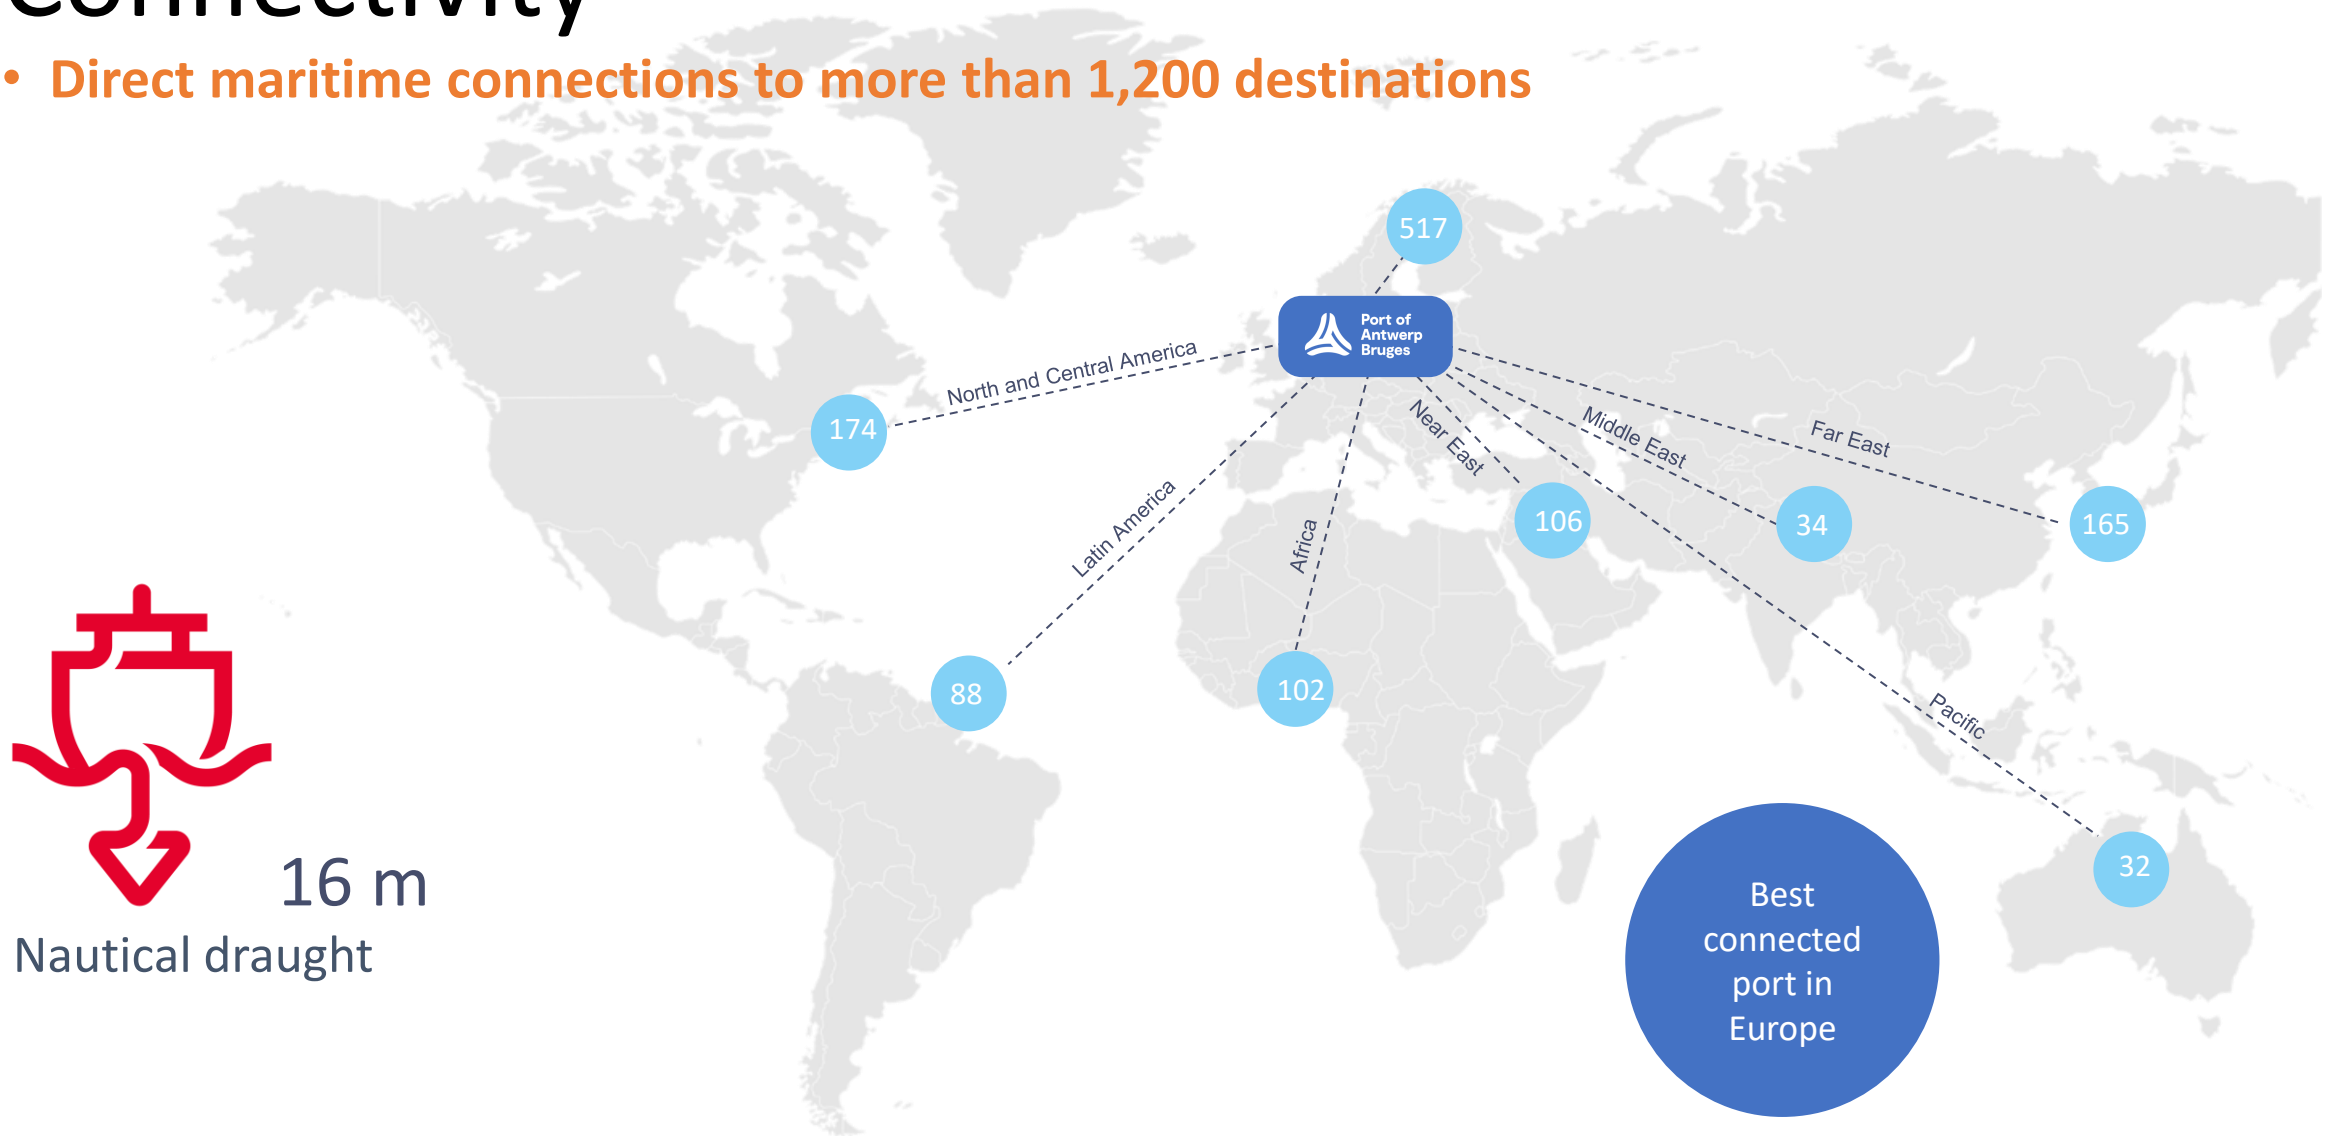 Connectivity
• Direct maritime connections to more than 1,200 destinations
517
Port of
Antwerp
Bruges
North and Central America
174
Latin America
88
Africa
102
Near East
106
Middle East
34
Far East
165
Pacific
32
16 m
Nautical draught
Best
connected
port in
Europe